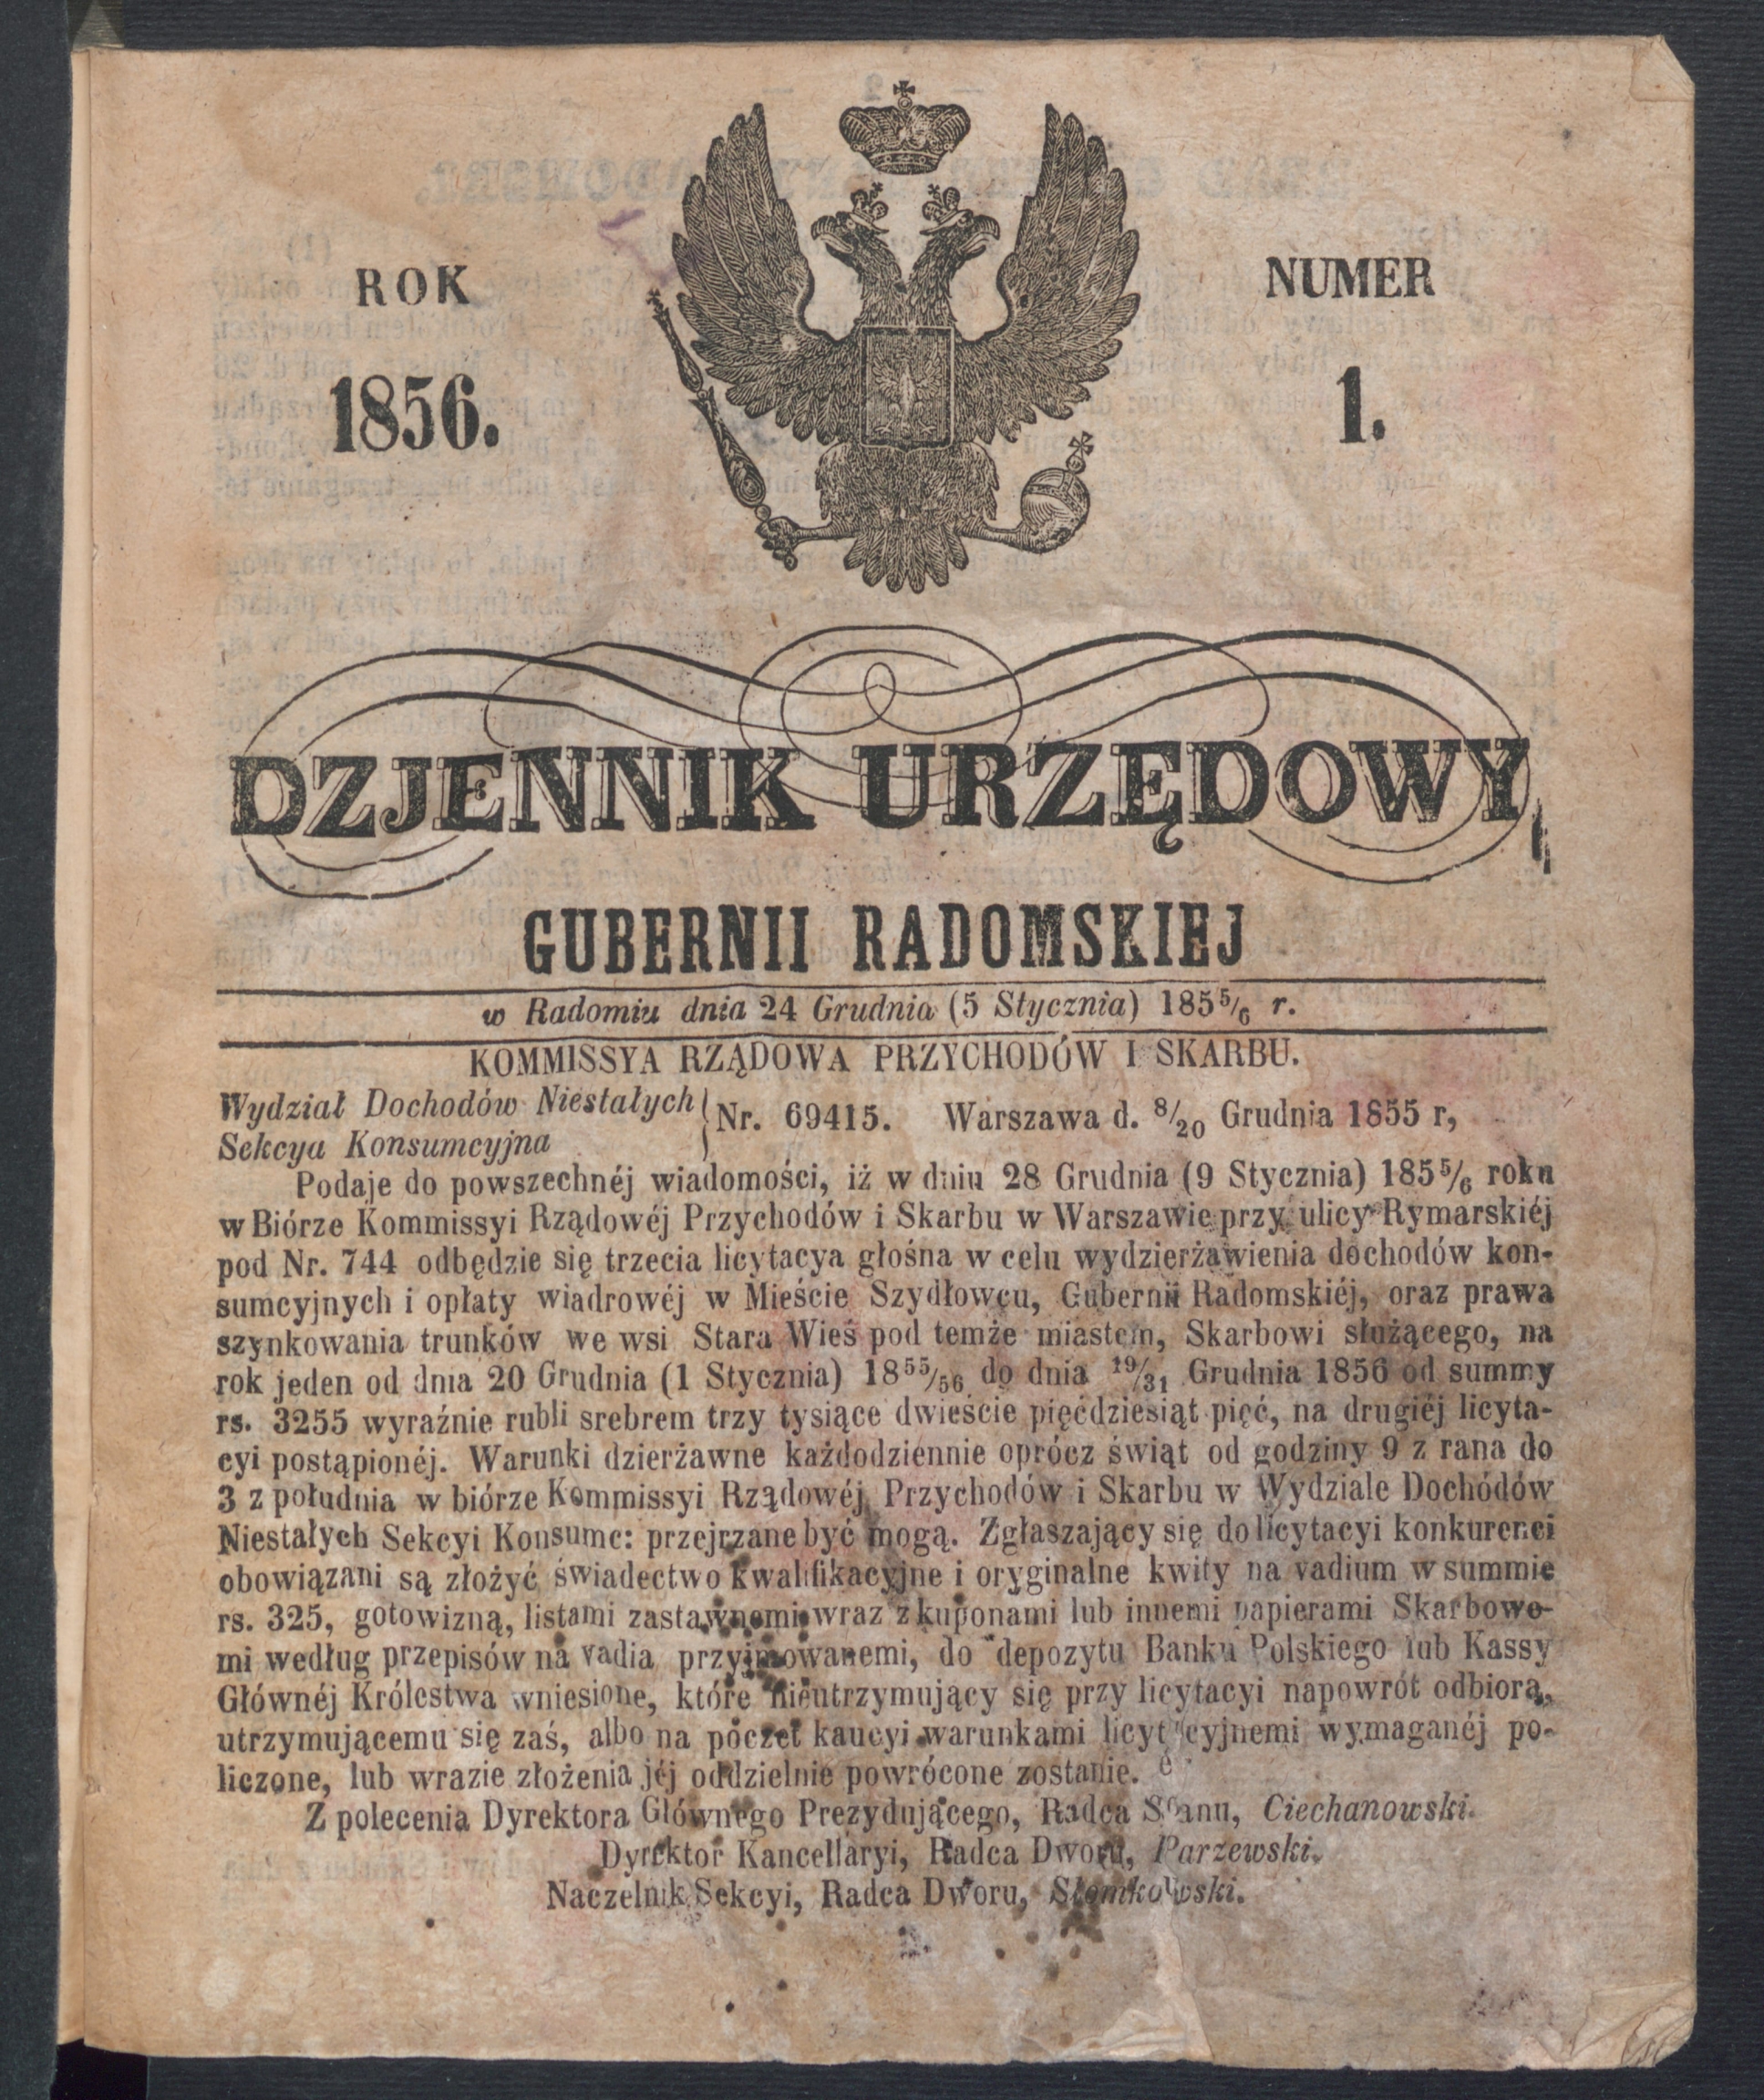 ROK
1856.
NUMER
1.
DZJENNIK URZĘDOWY
GUBERNII RADOMSKIEJ
w Radomiu dnia 24 Grudnia (5 Stycznia) 185⁵/₆ r.
KOMMISSYA RZĄDOWA PRZYCHODÓW I SKARBU.
Wydział Dochodów Niestałych
Sekcya Konsumcyjna
Nr. 69415. Warszawa d. ⁸/₂₀ Grudnia 1855 r,
Podaje do powszechnéj wiadomości, iż w dniu 28 Grudnia (9 Stycznia) 185⁵/₆ roku
w Biórze Kommissyi Rządowéj Przychodów i Skarbu w Warszawie przy ulicy Rymarskiéj
pod Nr. 744 odbędzie się trzecia licytacya głośna w celu wydzierżawienia dochodów kon-
sumcyjnych i opłaty wiadrowéj w Mieście Szydłowcu, Gubernii Radomskiéj, oraz prawa
szynkowania trunków we wsi Stara Wieś pod temże miastem, Skarbowi służącego, na
rok jeden od dnia 20 Grudnia (1 Stycznia) 18⁵⁵/₅₆ do dnia ¹⁹/₃₁ Grudnia 1856 od summy
rs. 3255 wyraźnie rubli srebrem trzy tysiące dwieście pięćdziesiąt pięć, na drugiéj licyta-
cyi postąpionéj. Warunki dzierżawne każdodziennie oprócz świąt od godziny 9 z rana do
3 z południa w biórze Kommissyi Rządowéj Przychodów i Skarbu w Wydziale Dochódów
Niestałych Sekcyi Konsumc: przejrzane być mogą. Zgłaszający się do licytacyi konkurenci
obowiązani są złożyć świadectwo kwalifikacyjne i oryginalne kwity na vadium w summie
rs. 325, gotowizną, listami zastawnemi wraz z kuponami lub innemi papierami Skarbowe-
mi według przepisów na vadia przyjmowanemi, do depozytu Banku Polskiego lub Kassy
Głównéj Królestwa wniesione, które nieutrzymujący się przy licytacyi napowrót odbiorą,
utrzymującemu się zaś, albo na poczet kaucyi warunkami licytacyjnemi wymaganéj po-
liczone, lub wrazie złożenia jéj oddzielnie powrócone zostanie.
Z polecenia Dyrektora Głównego Prezydującego, Radca Stanu, Ciechanowski.
Dyrektor Kancellaryi, Radca Dworu, Parzewski.
Naczelnik Sekcyi, Radca Dworu, Słomkowski.